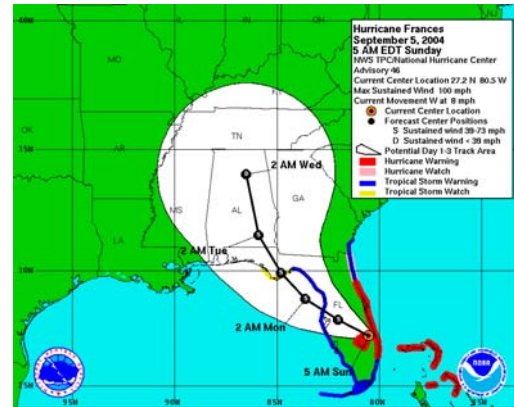 Hurricane Frances
September 5, 2004
5 AM EDT Sunday
NWS TPC/National Hurricane Center
Advisory 46
Current Center Location 27.2 N 80.5 W
Max Sustained Wind 100 mph
Current Movement W at 8 mph
Current Center Location
Forecast Center Positions
S Sustained wind 39-73 mph
D Sustained wind < 39 mph
Potential Day 1-3 Track Area
Hurricane Warning
Hurricane Watch
Tropical Storm Warning
Tropical Storm Watch
40N
IL
IN
OH
NJ
MO
OK
TN
35N
AR
2 AM Wed
MS
AL
GA
LA
2 AM Tue
30N
FL
2 AM Mon
5 AM Sun
25N
95W
90W
85W
80W
NOAA